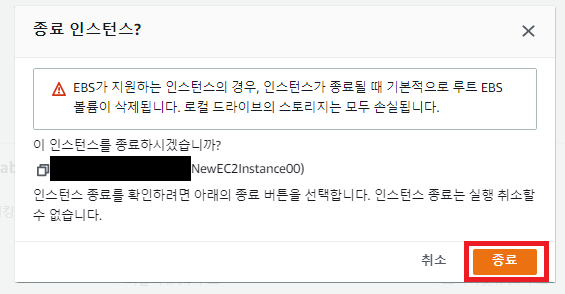 종료 인스턴스?
EBS가 지원하는 인스턴스의 경우, 인스턴스가 종료될 때 기본적으로 루트 EBS
볼륨이 삭제됩니다. 로컬 드라이브의 스토리지는 모두 손실됩니다.
이 인스턴스를 종료하시겠습니까?
NewEC2Instance00)
인스턴스 종료를 확인하려면 아래의 종료 버튼을 선택합니다. 인스턴스 종료는 실행 취소할
수 없습니다.
취소 종료